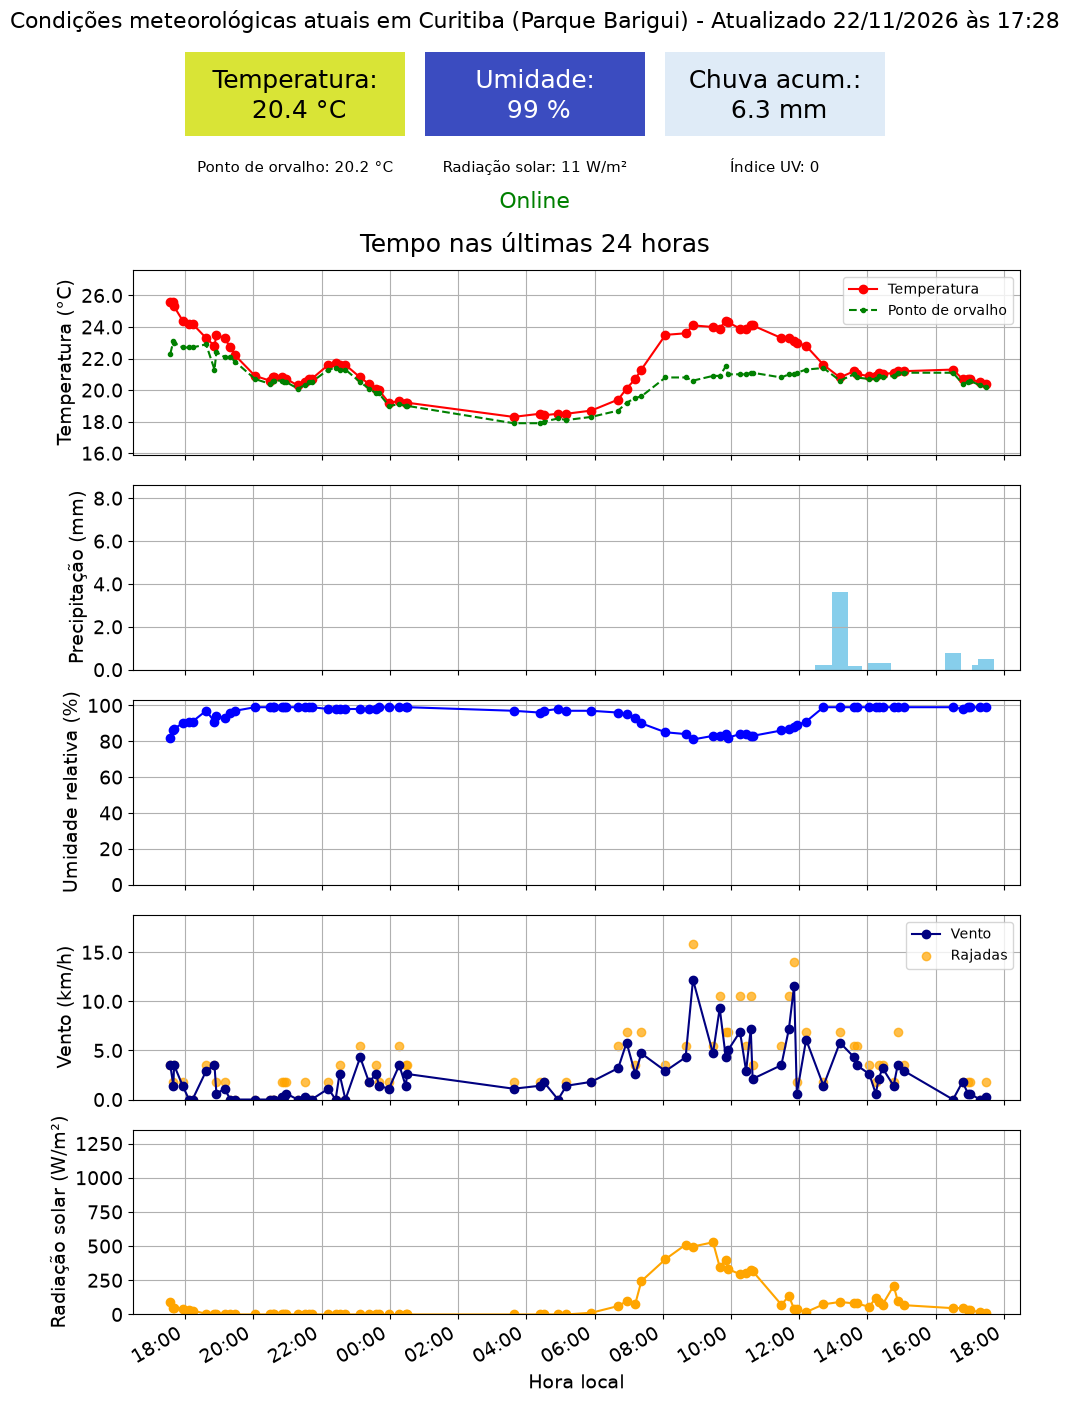 Condições meteorológicas atuais em Curitiba (Parque Barigui) - Atualizado 22/11/2026 às 17:28
Temperatura:
20.4 °C
Umidade:
99 %
Chuva acum.:
6.3 mm
Ponto de orvalho: 20.2 °C
Radiação solar: 11 W/m²
Índice UV: 0
Online
Tempo nas últimas 24 horas
Temperatura (°C)
26.0
24.0
22.0
20.0
18.0
16.0
Temperatura
Ponto de orvalho
Precipitação (mm)
8.0
6.0
4.0
2.0
0.0
Umidade relativa (%)
100
80
60
40
20
0
Vento (km/h)
15.0
10.0
5.0
0.0
Vento
Rajadas
Radiação solar (W/m²)
1250
1000
750
500
250
0
18:00
20:00
22:00
00:00
02:00
04:00
06:00
08:00
10:00
12:00
14:00
16:00
18:00
Hora local